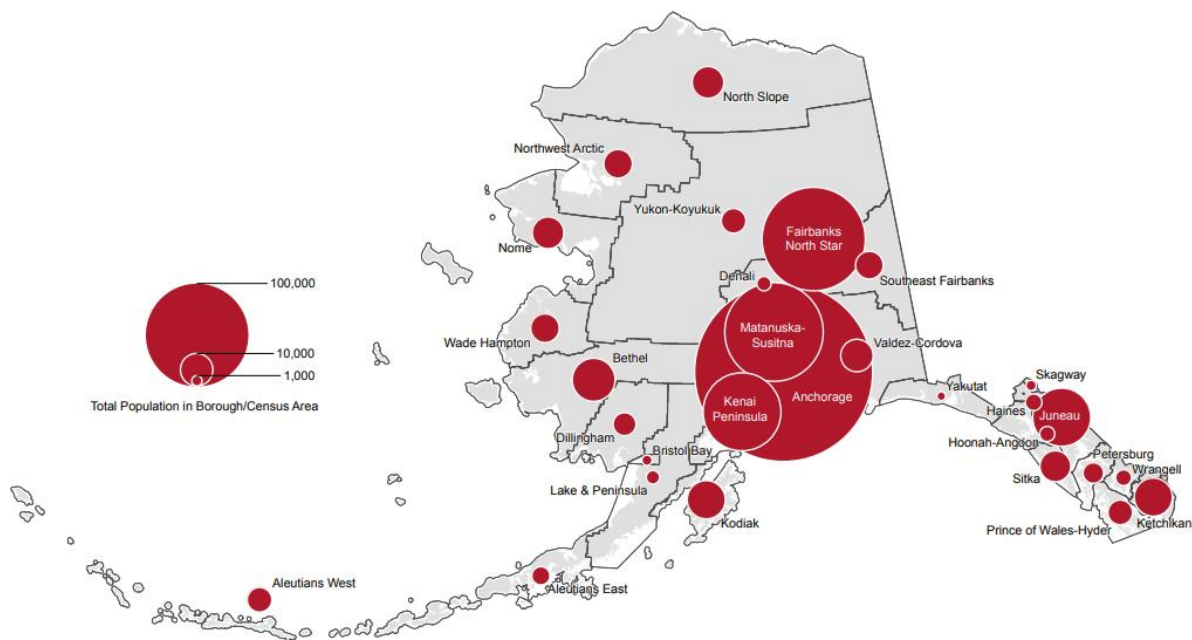 North Slope
Northwest Arctic
Yukon-Koyukuk
Fairbanks
North Star
Nome
Denali
Southeast Fairbanks
100,000
10,000
1,000
Total Population in Borough/Census Area
Matanuska-
Susitna
Valdez-Cordova
Wade Hampton
Bethel
Skagway
Yakutat
Kenai
Peninsula
Anchorage
Haines
Juneau
Dillingham
Hoonah-Angoon
Bristol Bay
Petersburg
Wrangell
Lake & Peninsula
Sitka
Kodiak
Ketchikan
Prince of Wales-Hyder
Aleutians West
Aleutians East